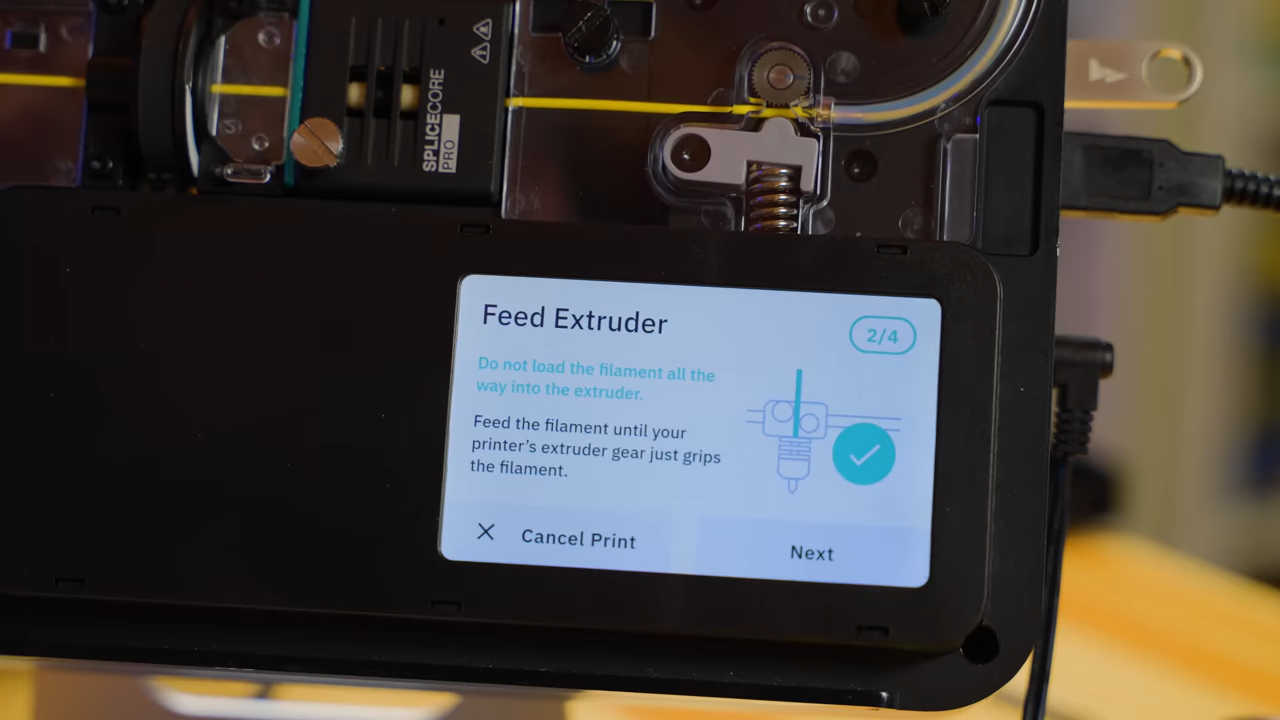 SPLICECORE
PRO
Feed Extruder
2/4
Do not load the filament all the
way into the extruder.
Feed the filament until your
printer's extruder gear just grips
the filament.
Cancel Print
Next